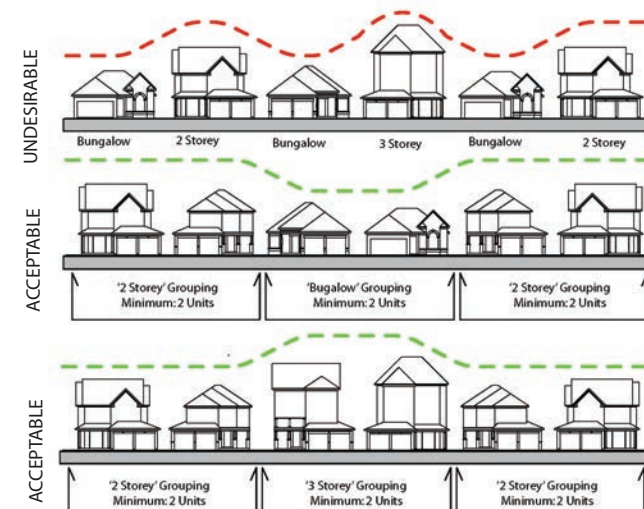 UNDESIRABLE
Bungalow 2 Storey Bungalow 3 Storey Bungalow 2 Storey
ACCEPTABLE
'2 Storey' Grouping 'Bugalow' Grouping '2 Storey' Grouping
Minimum: 2 Units Minimum: 2 Units Minimum: 2 Units
ACCEPTABLE
'2 Storey' Grouping '3 Storey' Grouping '2 Storey' Grouping
Minimum: 2 Units Minimum: 2 Units Minimum: 2 Units